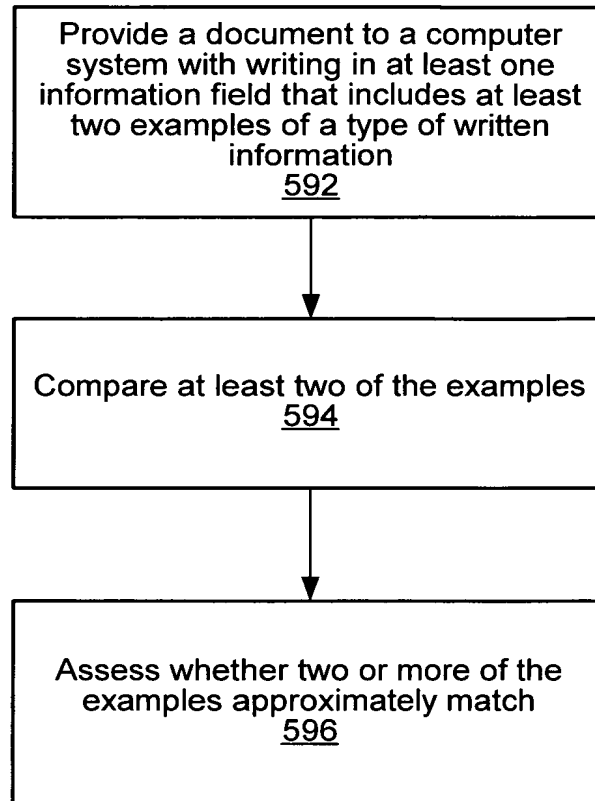 Provide a document to a computer
system with writing in at least one
information field that includes at least
two examples of a type of written
information
592
Compare at least two of the examples
594
Assess whether two or more of the
examples approximately match
596